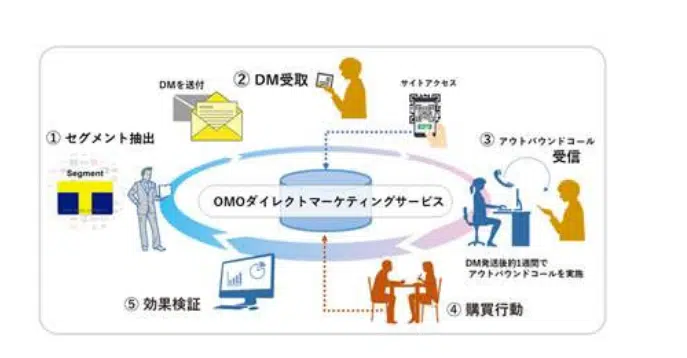 DMを送付
② DM受取
サイトアクセス
① セグメント抽出
Segment
③ アウトバウンドコール
受信
OMOダイレクトマーケティングサービス
DM発送後約1週間で
アウトバウンドコールを実施
⑤ 効果検証
④ 購買行動